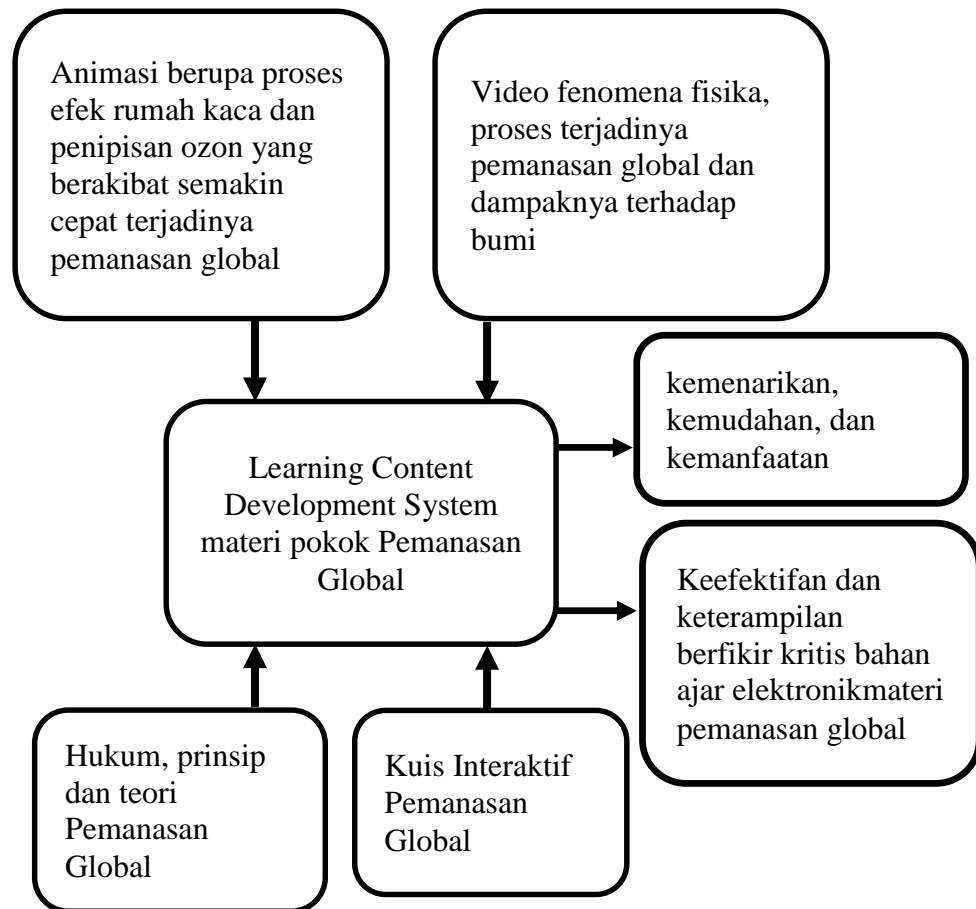 Animasi berupa proses
efek rumah kaca dan
penipisan ozon yang
berakibat semakin
cepat terjadinya
pemanasan global
Video fenomena fisika,
proses terjadinya
pemanasan global dan
dampaknya terhadap
bumi
kemenarikan,
kemudahan, dan
kemanfaatan
Learning Content
Development System
materi pokok Pemanasan
Global
Keefektifan dan
keterampilan
berfikir kritis bahan
ajar elektronikmateri
pemanasan global
Hukum, prinsip
dan teori
Pemanasan
Global
Kuis Interaktif
Pemanasan
Global